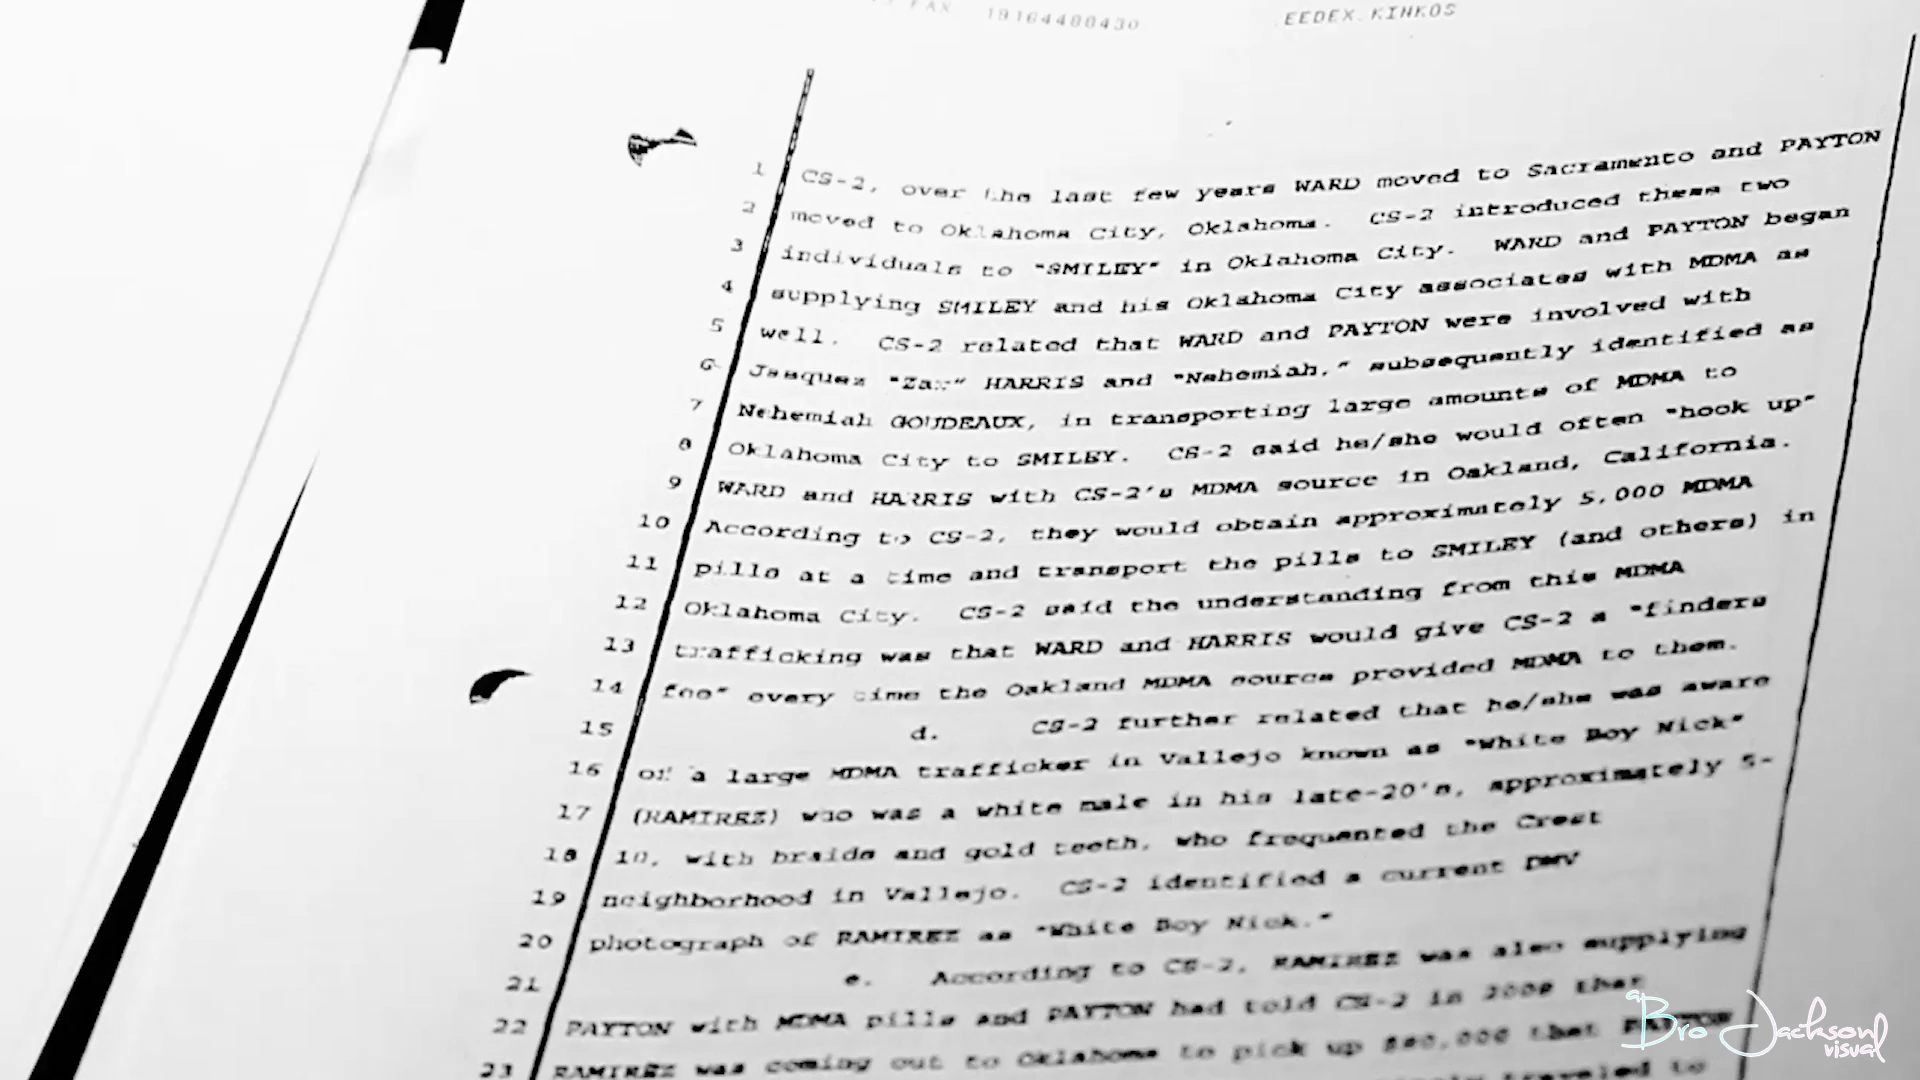 FAX 19164400430 FEDEX KINKOS
1 CS-2, over the last few years WARD moved to Sacramento and PAYTON
2 moved to Oklahoma City, Oklahoma. CS-2 introduced these two
3 individuals to "SMILEY" in Oklahoma City. WARD and PAYTON began
4 supplying SMILEY and his Oklahoma City associates with MDMA as
5 well. CS-2 related that WARD and PAYTON were involved with
6 Jaequez "Zae" HARRIS and "Nehemiah," subsequently identified as
7 Nehemiah GOUDEAUX, in transporting large amounts of MDMA to
8 Oklahoma City to SMILEY. CS-2 said he/she would often "hook up"
9 WARD and HARRIS with CS-2's MDMA source in Oakland, California.
10 According to CS-2, they would obtain approximately 5,000 MDMA
11 pills at a time and transport the pills to SMILEY (and others) in
12 Oklahoma City. CS-2 said the understanding from this MDMA
13 trafficking was that WARD and HARRIS would give CS-2 a "finders
14 fee" every time the Oakland MDMA source provided MDMA to them.
15 d. CS-2 further related that he/she was aware
16 of a large MDMA trafficker in Vallejo known as "White Boy Nick"
17 (RAMIREZ) who was a white male in his late-20's, approximately 5-
18 10, with braids and gold teeth, who frequented the Crest
19 neighborhood in Vallejo. CS-2 identified a current DMV
20 photograph of RAMIREZ as "White Boy Nick."
21 e. According to CS-2, RAMIREZ was also supplying
22 PAYTON with MDMA pills and PAYTON had told CS-2 in 2008 that
23 RAMIREZ was coming out to Oklahoma to pick up that PAYTON
traveled to
Bro Jackson
visual